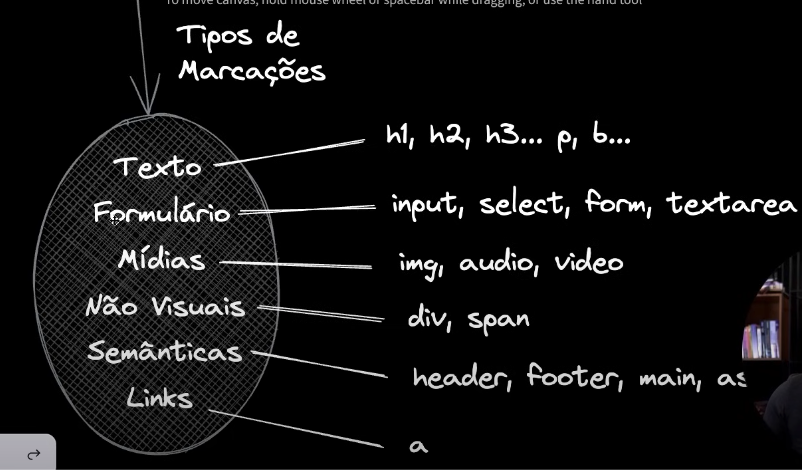 To move canvas, hold mouse wheel or spacebar while dragging, or use the hand tool
Tipos de
Marcações
Texto
h1, h2, h3... p, b...
Formulário
input, select, form, textarea
Mídias
img, audio, video
Não Visuais
div, span
Semânticas
header, footer, main, as
Links
a